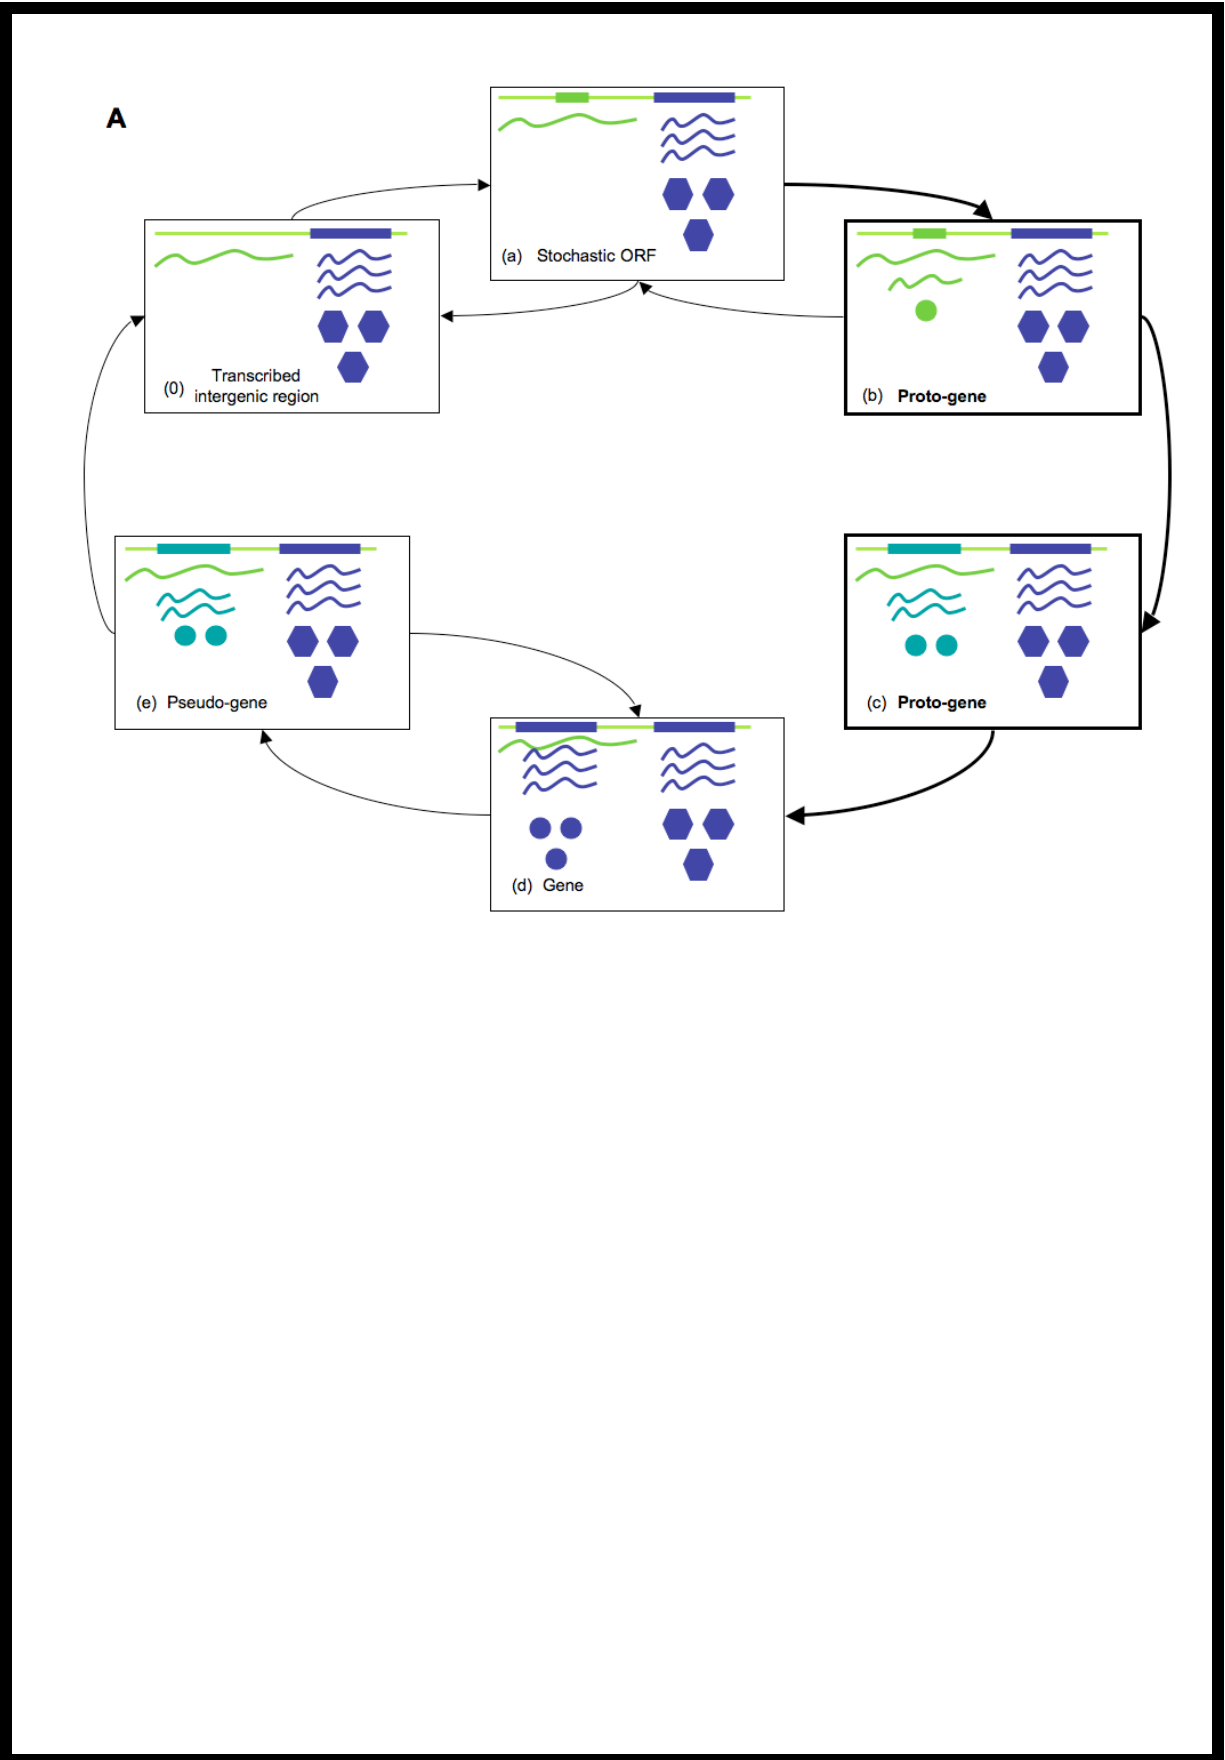 A
(a) Stochastic ORF
(0) Transcribed
intergenic region
(b) Proto-gene
(e) Pseudo-gene
(c) Proto-gene
(d) Gene